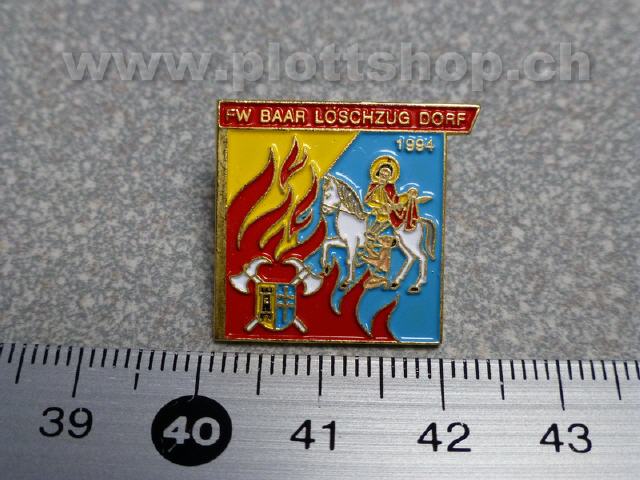 www.plottshop.ch
FW BAAR LÖSCHZUG DORF
1994
39 40 41 42 43